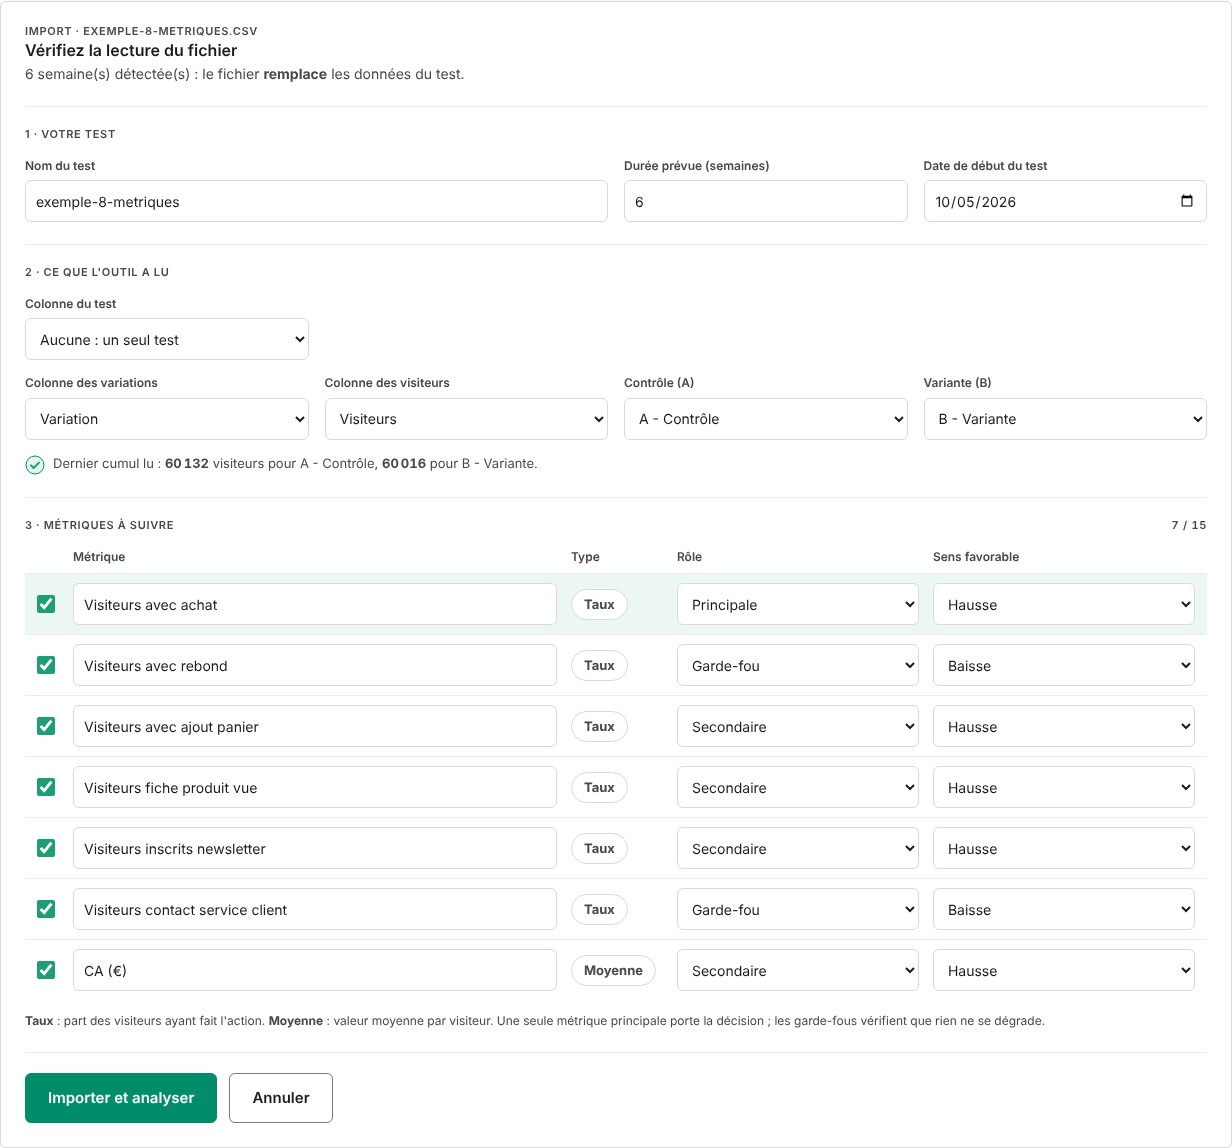 IMPORT · EXEMPLE-8-METRIQUES.CSV
Vérifiez la lecture du fichier
6 semaine(s) détectée(s) : le fichier remplace les données du test.
1 · VOTRE TEST
Nom du test
Durée prévue (semaines)
Date de début du test
exemple-8-metriques
6
10/05/2026
2 · CE QUE L'OUTIL A LU
Colonne du test
Aucune : un seul test
Colonne des variations
Colonne des visiteurs
Contrôle (A)
Variante (B)
Variation
Visiteurs
A - Contrôle
B - Variante
Dernier cumul lu : 60 132 visiteurs pour A - Contrôle, 60 016 pour B - Variante.
3 · MÉTRIQUES À SUIVRE
7 / 15
Métrique Type Rôle Sens favorable
Visiteurs avec achat Taux Principale Hausse
Visiteurs avec rebond Taux Garde-fou Baisse
Visiteurs avec ajout panier Taux Secondaire Hausse
Visiteurs fiche produit vue Taux Secondaire Hausse
Visiteurs inscrits newsletter Taux Secondaire Hausse
Visiteurs contact service client Taux Garde-fou Baisse
CA (€) Moyenne Secondaire Hausse
Taux : part des visiteurs ayant fait l'action. Moyenne : valeur moyenne par visiteur. Une seule métrique principale porte la décision ; les garde-fous vérifient que rien ne se dégrade.
Importer et analyser
Annuler